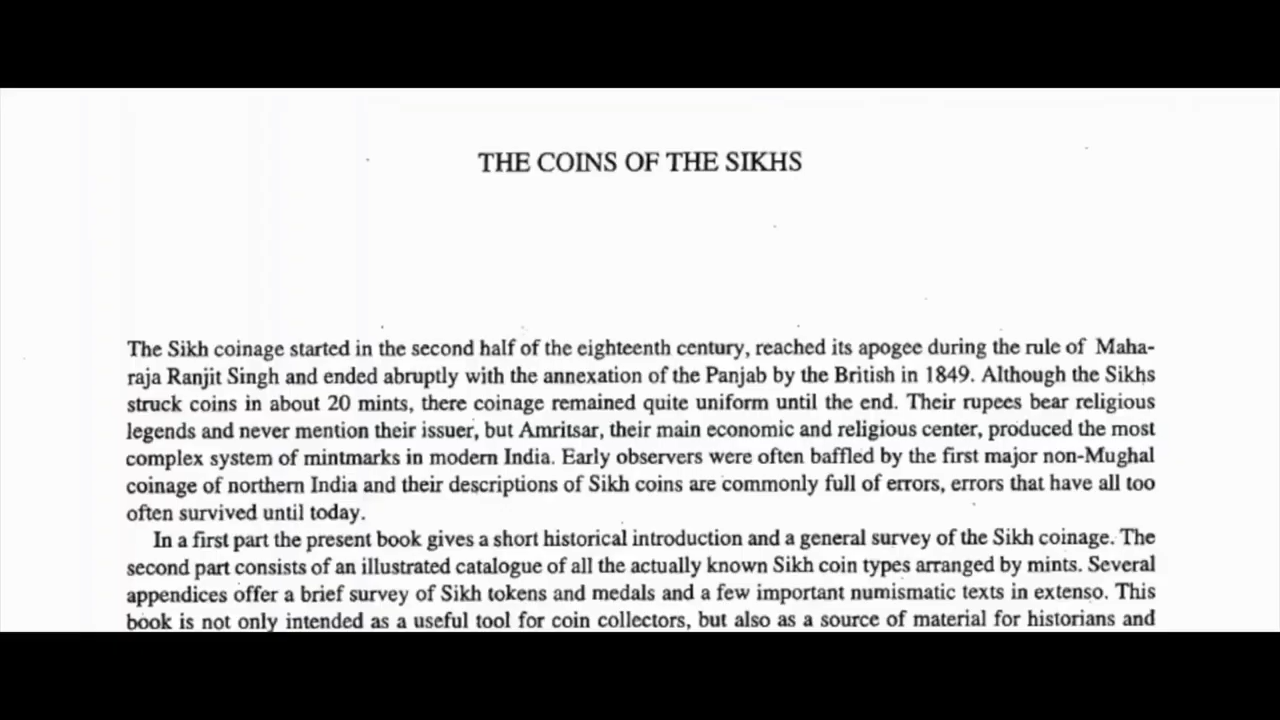 THE COINS OF THE SIKHS
The Sikh coinage started in the second half of the eighteenth century, reached its apogee during the rule of Maha-
raja Ranjit Singh and ended abruptly with the annexation of the Panjab by the British in 1849. Although the Sikhs
struck coins in about 20 mints, there coinage remained quite uniform until the end. Their rupees bear religious
legends and never mention their issuer, but Amritsar, their main economic and religious center, produced the most
complex system of mintmarks in modern India. Early observers were often baffled by the first major non-Mughal
coinage of northern India and their descriptions of Sikh coins are commonly full of errors, errors that have all too
often survived until today.
In a first part the present book gives a short historical introduction and a general survey of the Sikh coinage. The
second part consists of an illustrated catalogue of all the actually known Sikh coin types arranged by mints. Several
appendices offer a brief survey of Sikh tokens and medals and a few important numismatic texts in extenso. This
book is not only intended as a useful tool for coin collectors, but also as a source of material for historians and